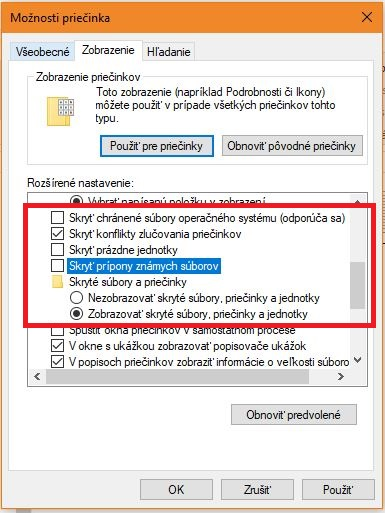 Možnosti priečinka
Všeobecné Zobrazenie Hľadanie
Zobrazenie priečinkov
Toto zobrazenie (napríklad Podrobnosti či Ikony)
môžete použiť v prípade všetkých priečinkov tohto
typu.
Použiť pre priečinky Obnoviť pôvodné priečinky
Rozšírené nastavenie:
Vybrať napísanú položku v zobrazení
Skryť chránené súbory operačného systému (odporúča sa)
Skryť konflikty zlučovania priečinkov
Skryť prázdne jednotky
Skryť prípony známych súborov
Skryté súbory a priečinky
Nezobrazovať skryté súbory, priečinky a jednotky
Zobrazovať skryté súbory, priečinky a jednotky
Spustiť okná priečinkov v samostatnom procese
V okne s ukážkou zobrazovať popisovače ukážok
V popisoch priečinkov zobraziť informácie o veľkosti súboro
Obnoviť predvolené
OK Zrušiť Použiť